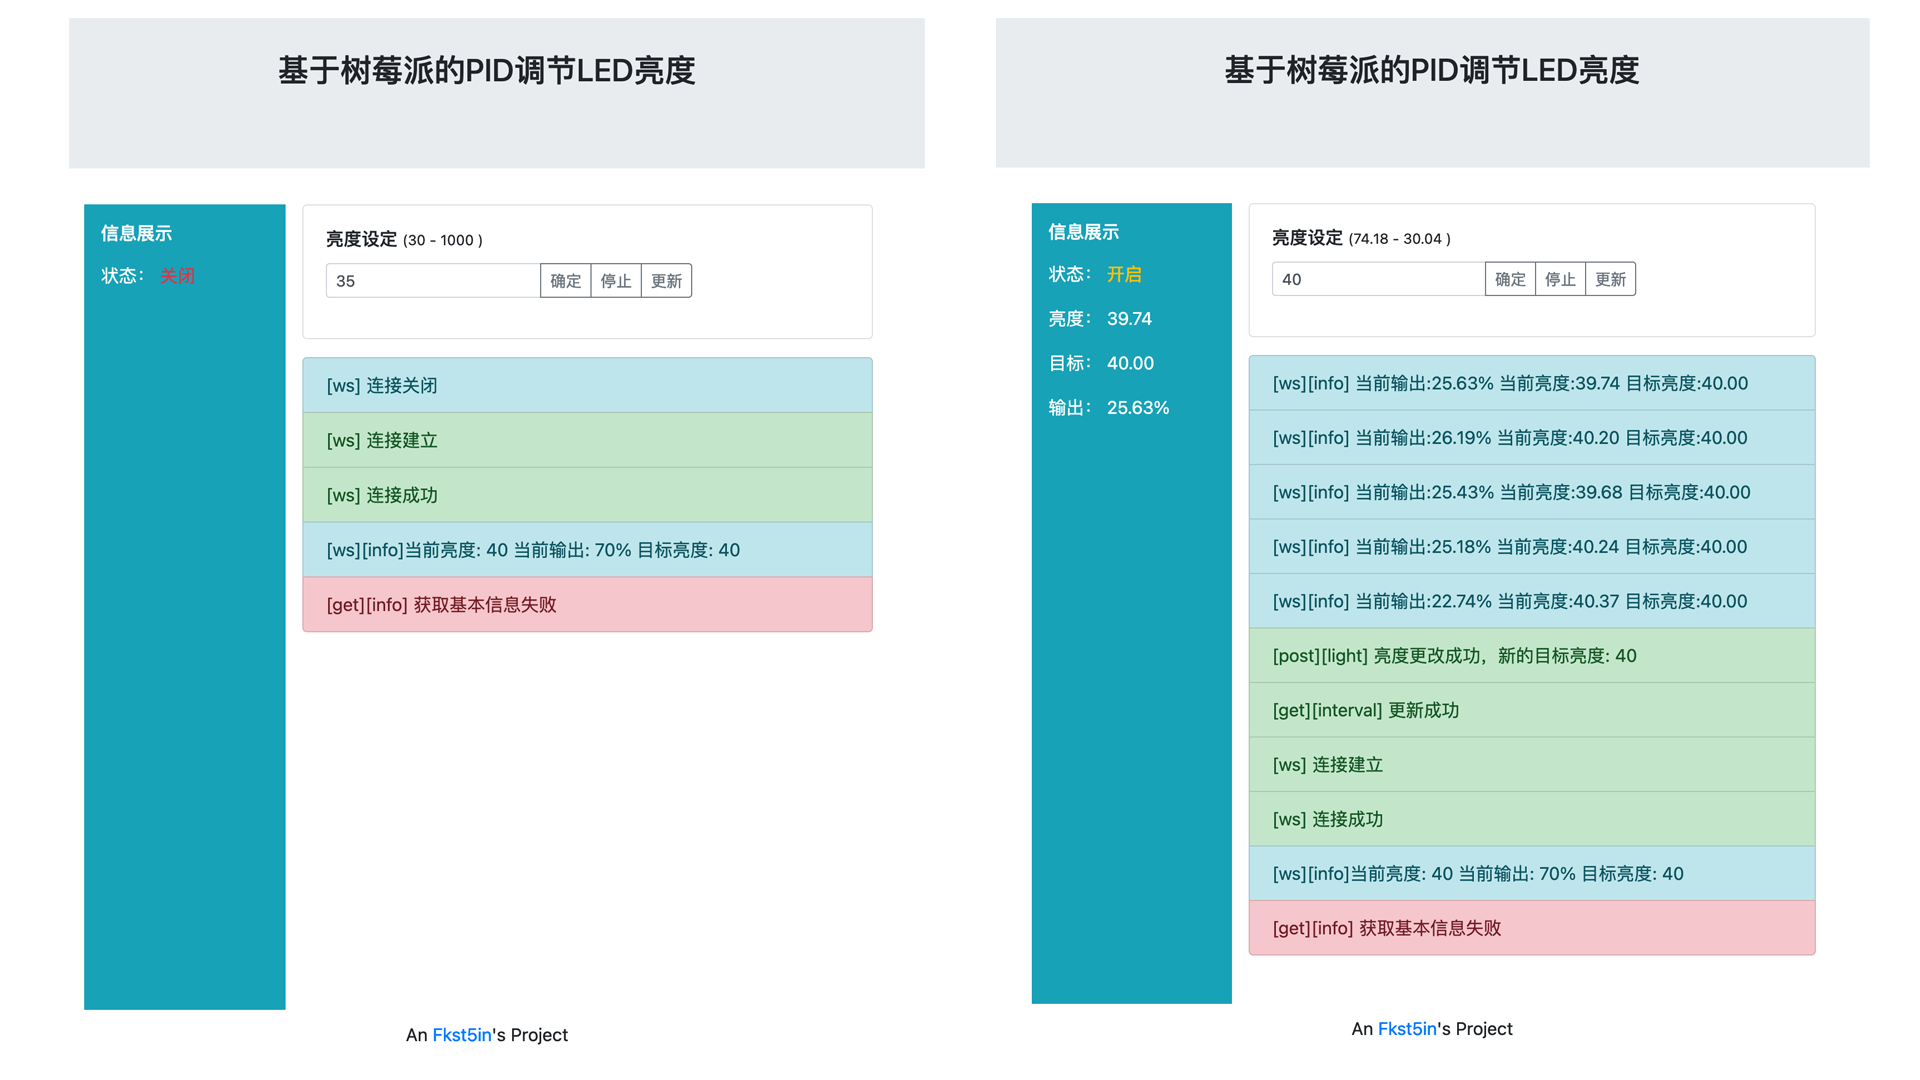 基于树莓派的PID调节LED亮度
信息展示
状态： 关闭
亮度设定 (30 - 1000 )
35 确定 停止 更新
[ws] 连接关闭
[ws] 连接建立
[ws] 连接成功
[ws][info]当前亮度: 40 当前输出: 70% 目标亮度: 40
[get][info] 获取基本信息失败
An Fkst5in's Project
基于树莓派的PID调节LED亮度
信息展示
状态： 开启
亮度： 39.74
目标： 40.00
输出： 25.63%
亮度设定 (74.18 - 30.04 )
40 确定 停止 更新
[ws][info] 当前输出:25.63% 当前亮度:39.74 目标亮度:40.00
[ws][info] 当前输出:26.19% 当前亮度:40.20 目标亮度:40.00
[ws][info] 当前输出:25.43% 当前亮度:39.68 目标亮度:40.00
[ws][info] 当前输出:25.18% 当前亮度:40.24 目标亮度:40.00
[ws][info] 当前输出:22.74% 当前亮度:40.37 目标亮度:40.00
[post][light] 亮度更改成功，新的目标亮度: 40
[get][interval] 更新成功
[ws] 连接建立
[ws] 连接成功
[ws][info]当前亮度: 40 当前输出: 70% 目标亮度: 40
[get][info] 获取基本信息失败
An Fkst5in's Project